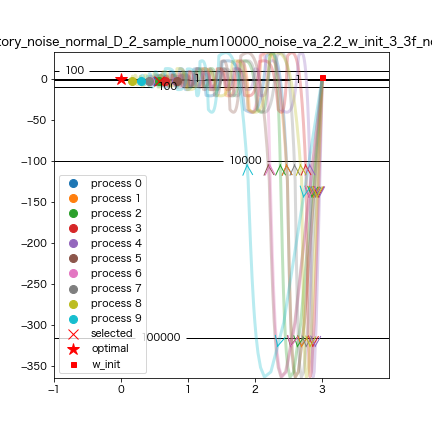 tory_noise_normal_D_2_sample_num10000_noise_va_2.2_w_init_3_3f_n
0
−50
−100
−150
−200
−250
−300
−350
−1
0
1
2
3
100
1
1
100
10000
100000
process 0
process 1
process 2
process 3
process 4
process 5
process 6
process 7
process 8
process 9
selected
optimal
w_init